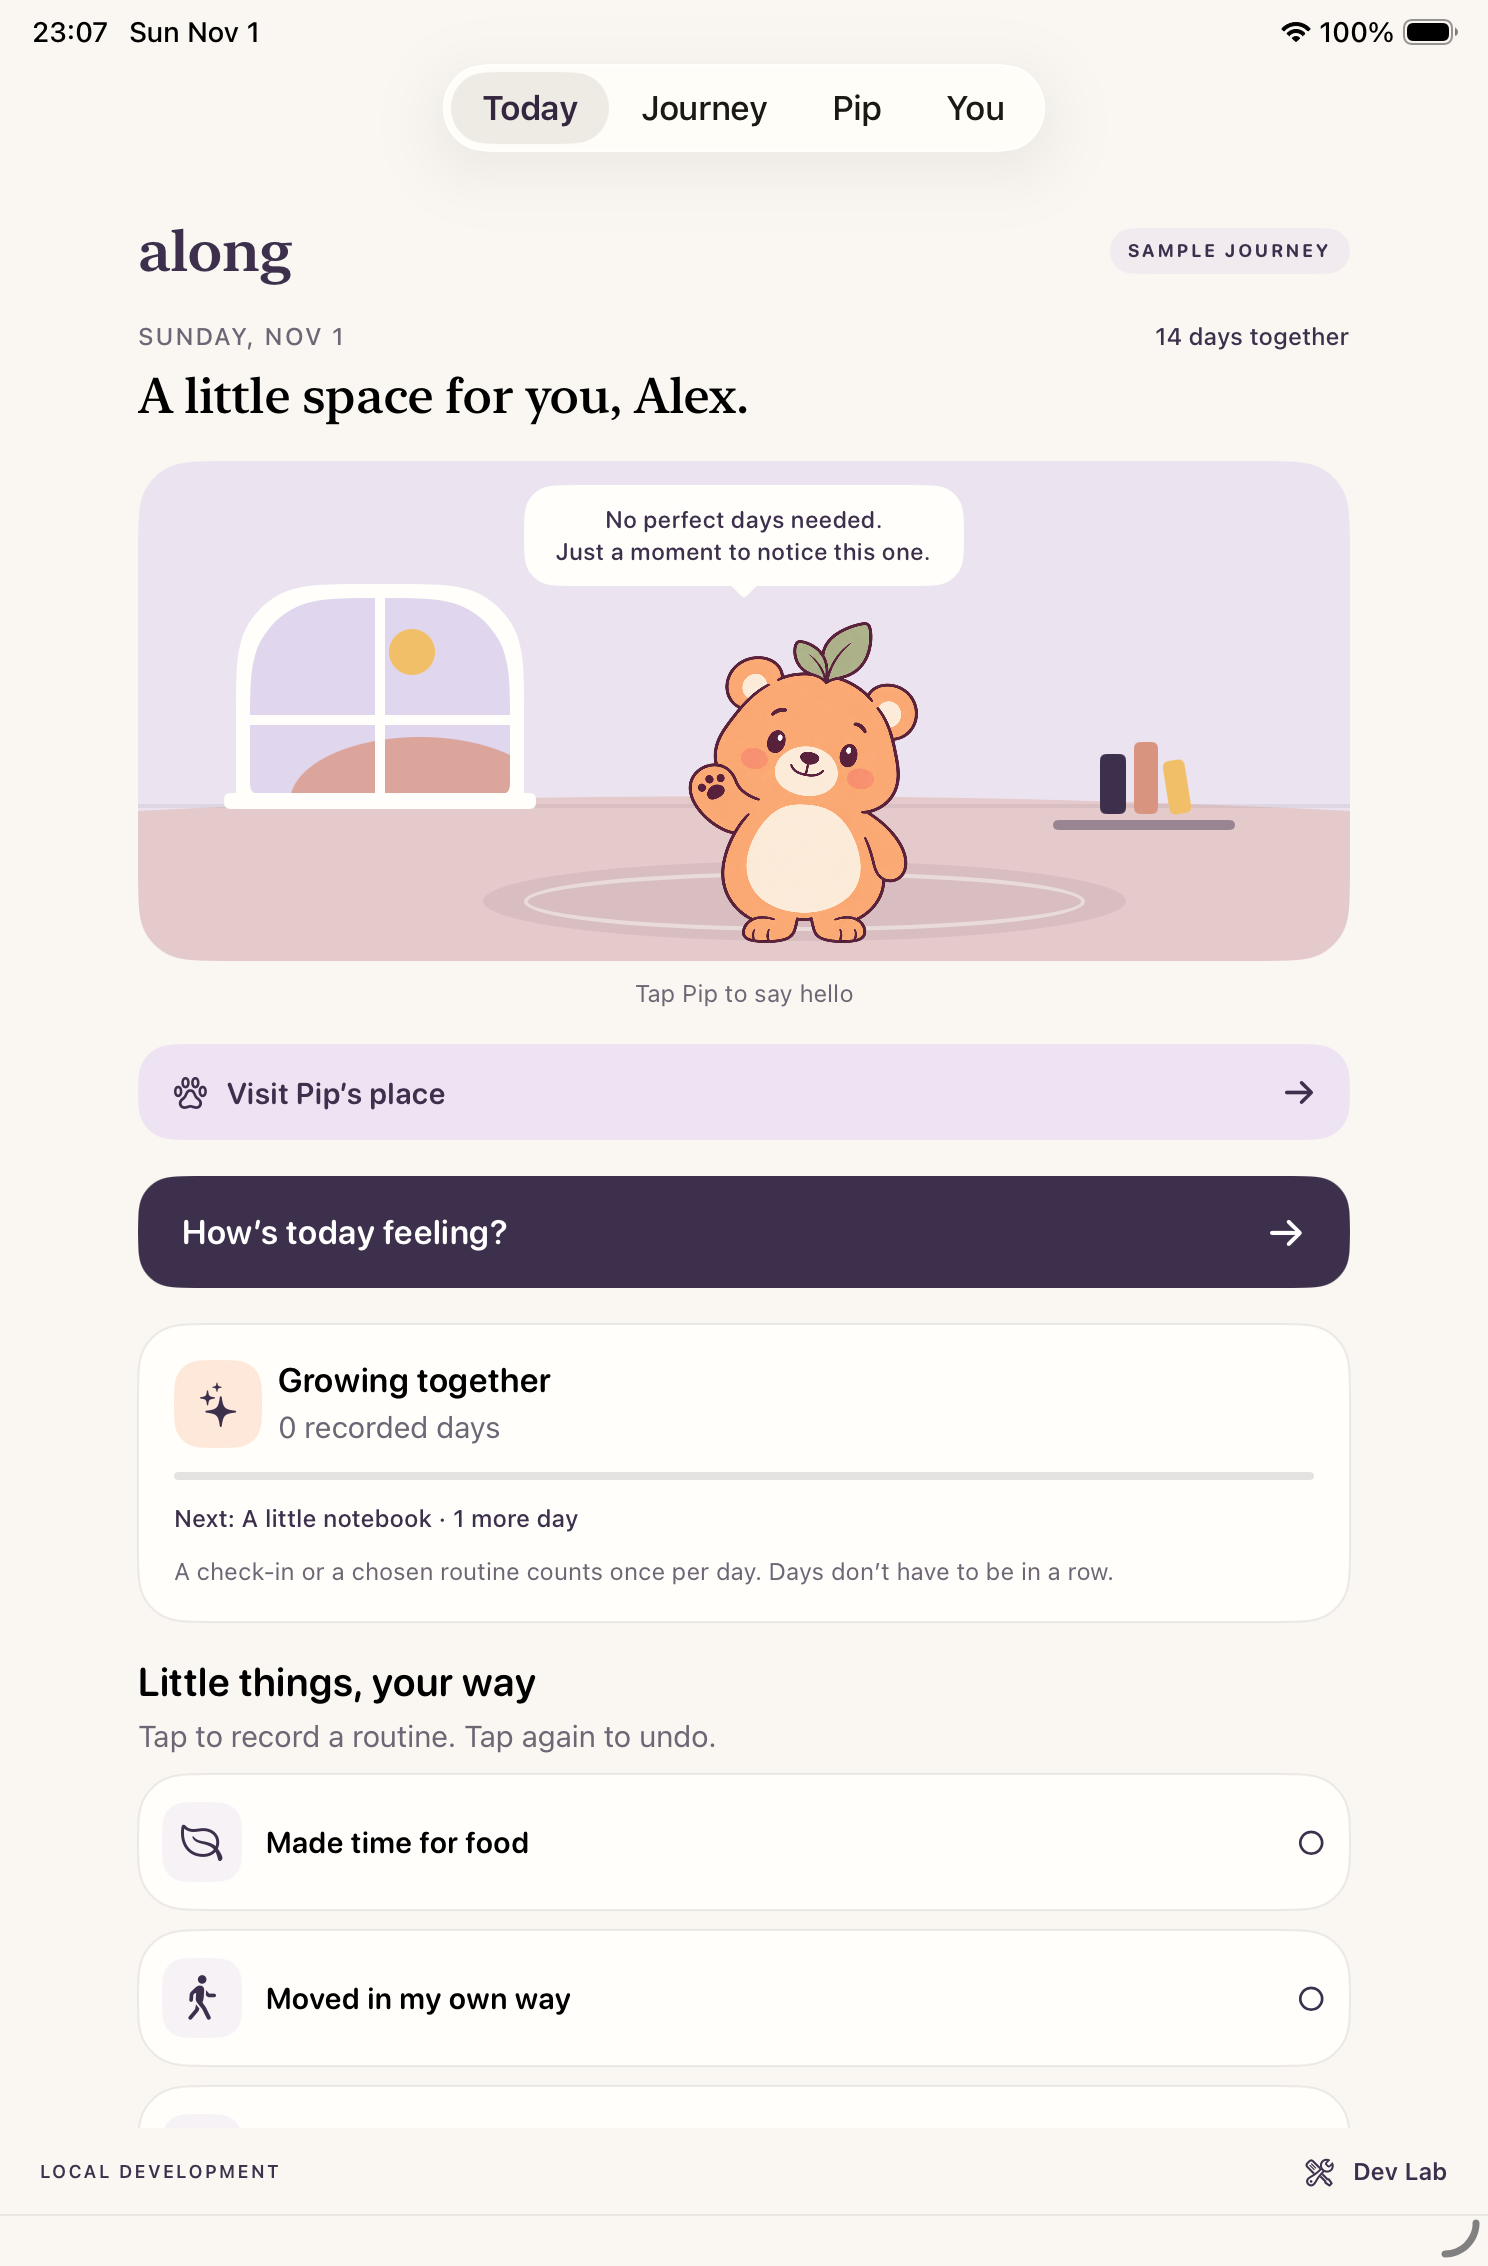 23:07 Sun Nov 1 100%
Today Journey Pip You
along SAMPLE JOURNEY
SUNDAY, NOV 1 14 days together
A little space for you, Alex.
No perfect days needed.
Just a moment to notice this one.
Tap Pip to say hello
Visit Pip’s place
How’s today feeling?
Growing together
0 recorded days
Next: A little notebook · 1 more day
A check-in or a chosen routine counts once per day. Days don’t have to be in a row.
Little things, your way
Tap to record a routine. Tap again to undo.
Made time for food
Moved in my own way
LOCAL DEVELOPMENT Dev Lab